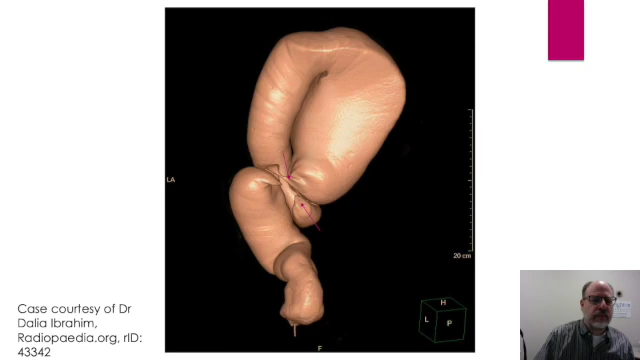 LA
20 cm
H
L
P
F
Case courtesy of Dr
Dalia Ibrahim,
Radiopaedia.org, rID:
43342